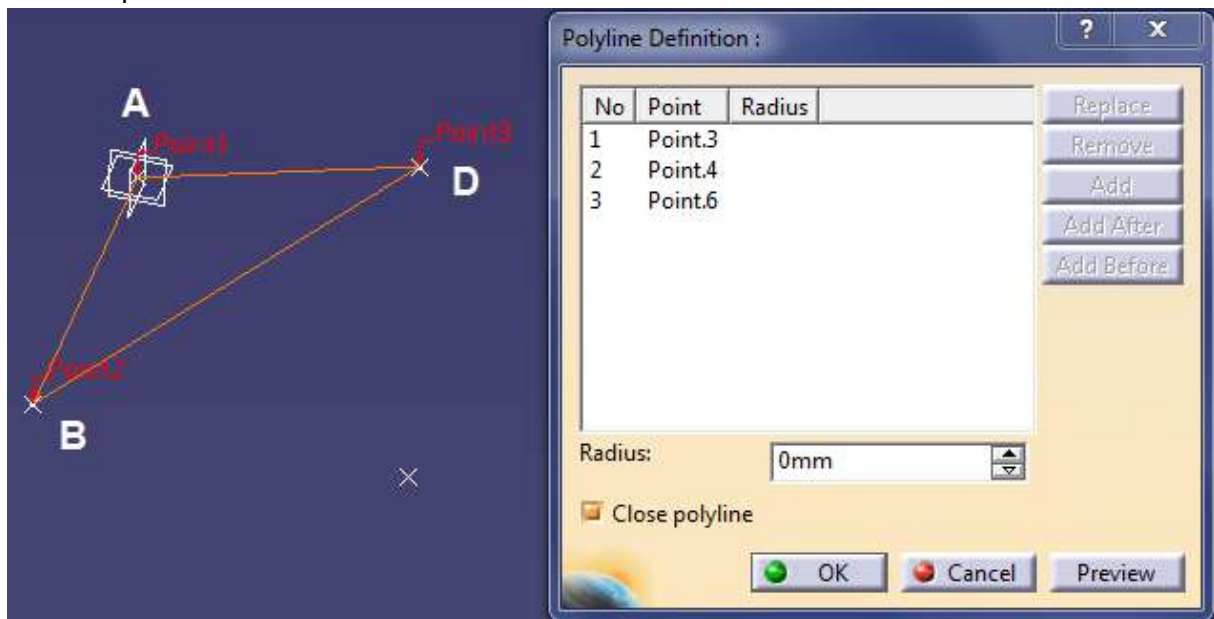 Polyline Definition :
? X
A
Point1
Point3
D
Point2
B
No Point Radius
1 Point.3
2 Point.4
3 Point.6
Replace
Remove
Add
Add After
Add Before
Radius:
0mm
Close polyline
OK
Cancel
Preview